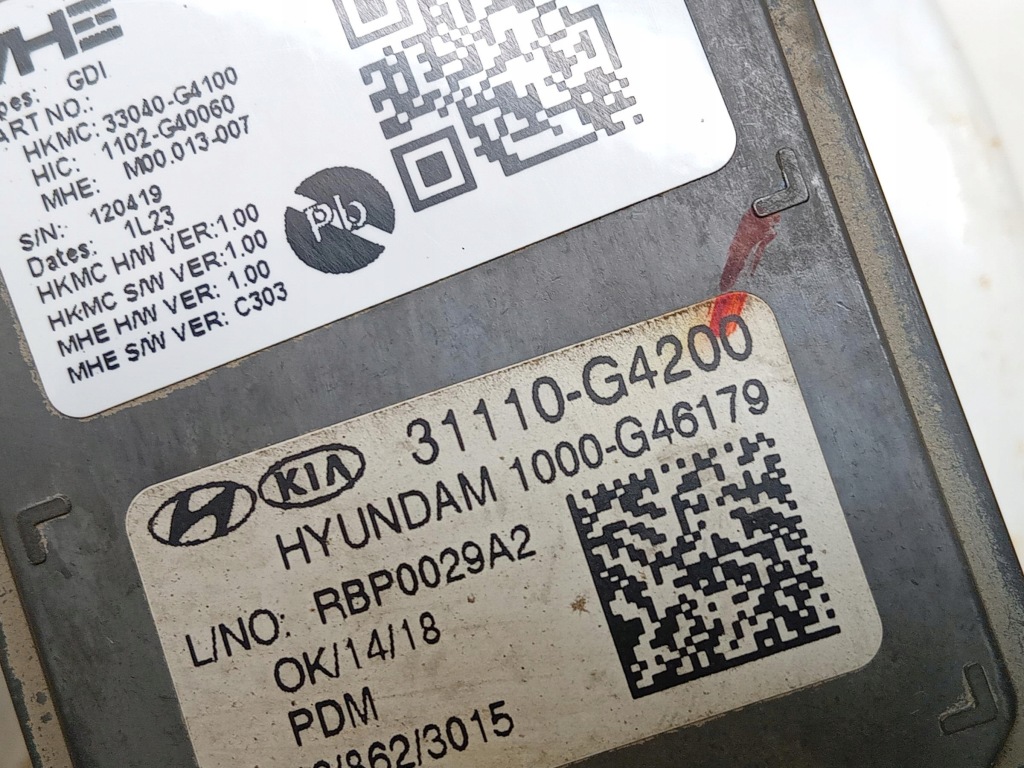 MHE
pes: GDI
ART NO.:
HKMC: 33040-G4100
HIC: 1102-G40060
MHE: M00.013-007
S/N: 120419
Dates: 1L23
HKMC H/W VER:1.00
HKMC S/W VER:1.00
MHE H/W VER: 1.00
MHE S/W VER: C303
Pb
KIA 31110-G4200
HYUNDAM 1000-G46179
L/NO: RBP0029A2
OK/14/18
PDM
/862/3015